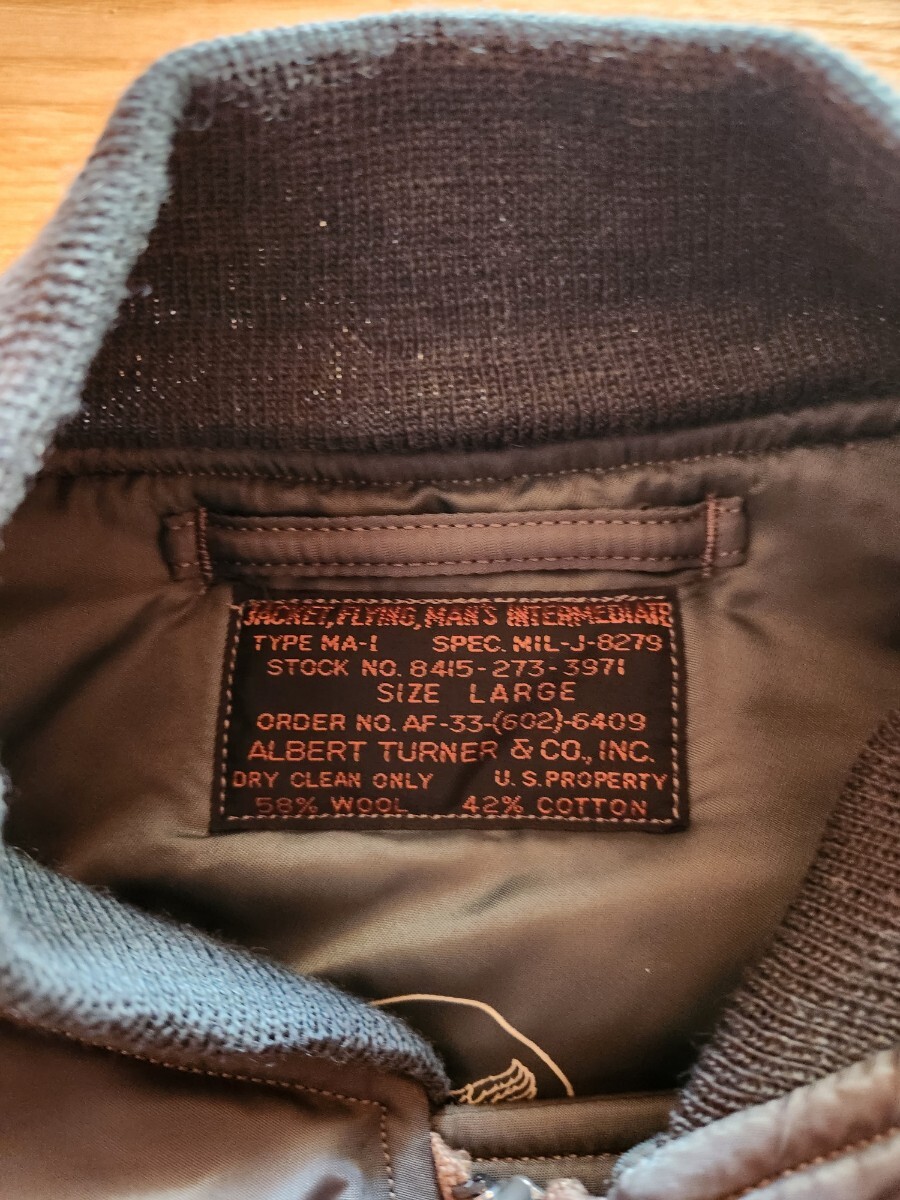 JACKET, FLYING, MAN'S INTERMEDIATE
TYPE MA-1 SPEC. MIL-J-8279
STOCK NO. 8415-273-3971
SIZE LARGE
ORDER NO. AF-33-(602)-6409
ALBERT TURNER & CO., INC.
DRY CLEAN ONLY U.S. PROPERTY
58% WOOL 42% COTTON